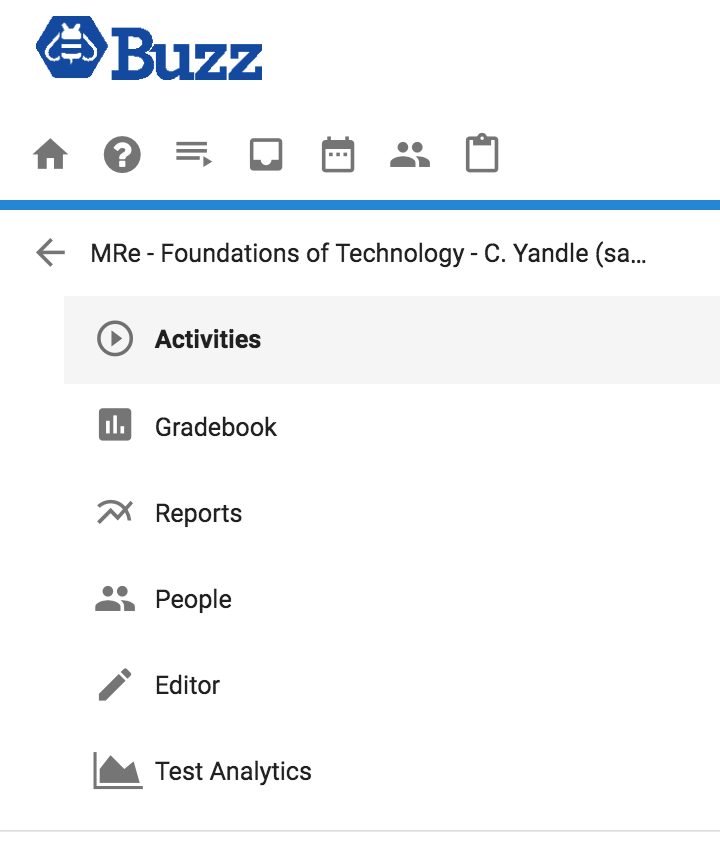 Buzz
MRe - Foundations of Technology - C. Yandle (sa...
Activities
Gradebook
Reports
People
Editor
Test Analytics